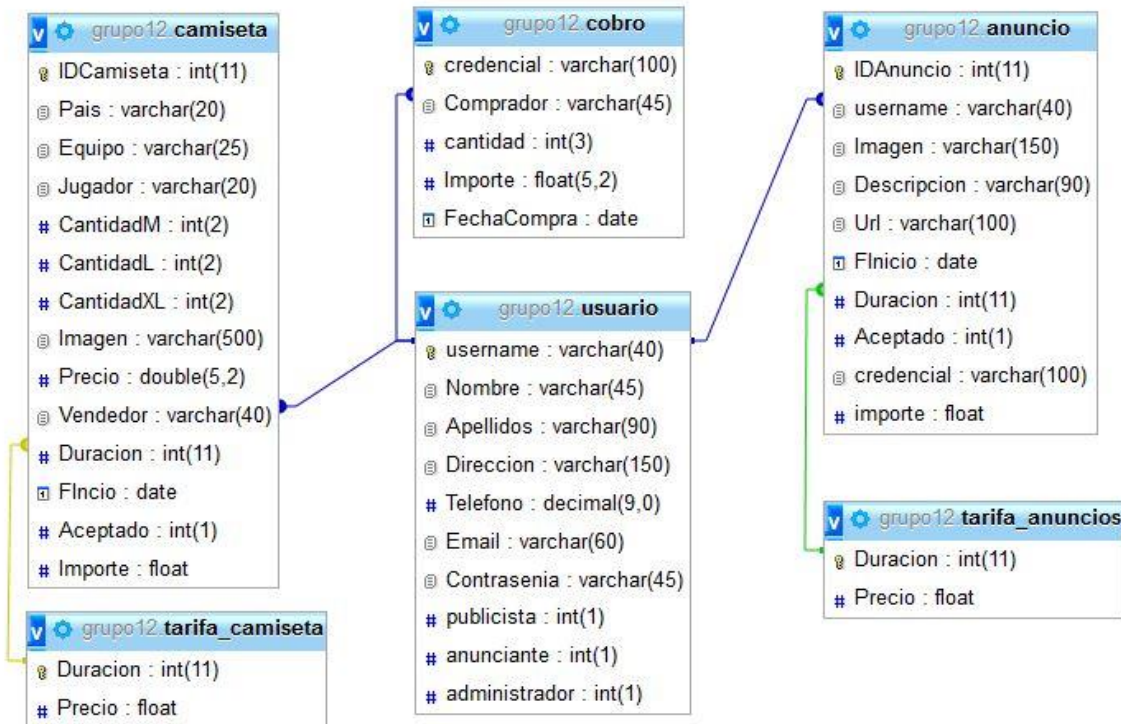 grupo12.camiseta
IDCamiseta : int(11)
Pais : varchar(20)
Equipo : varchar(25)
Jugador : varchar(20)
CantidadM : int(2)
CantidadL : int(2)
CantidadXL : int(2)
Imagen : varchar(500)
Precio : double(5,2)
Vendedor : varchar(40)
Duracion : int(11)
FIncio : date
Aceptado : int(1)
Importe : float
grupo12.tarifa_camiseta
Duracion : int(11)
Precio : float
grupo12.cobro
credencial : varchar(100)
Comprador : varchar(45)
cantidad : int(3)
Importe : float(5,2)
FechaCompra : date
grupo12.usuario
username : varchar(40)
Nombre : varchar(45)
Apellidos : varchar(90)
Direccion : varchar(150)
Telefono : decimal(9,0)
Email : varchar(60)
Contrasenia : varchar(45)
publicista : int(1)
anunciante : int(1)
administrador : int(1)
grupo12.anuncio
IDAnuncio : int(11)
username : varchar(40)
Imagen : varchar(150)
Descripcion : varchar(90)
Url : varchar(100)
FInicio : date
Duracion : int(11)
Aceptado : int(1)
credencial : varchar(100)
importe : float
grupo12.tarifa_anuncios
Duracion : int(11)
Precio : float